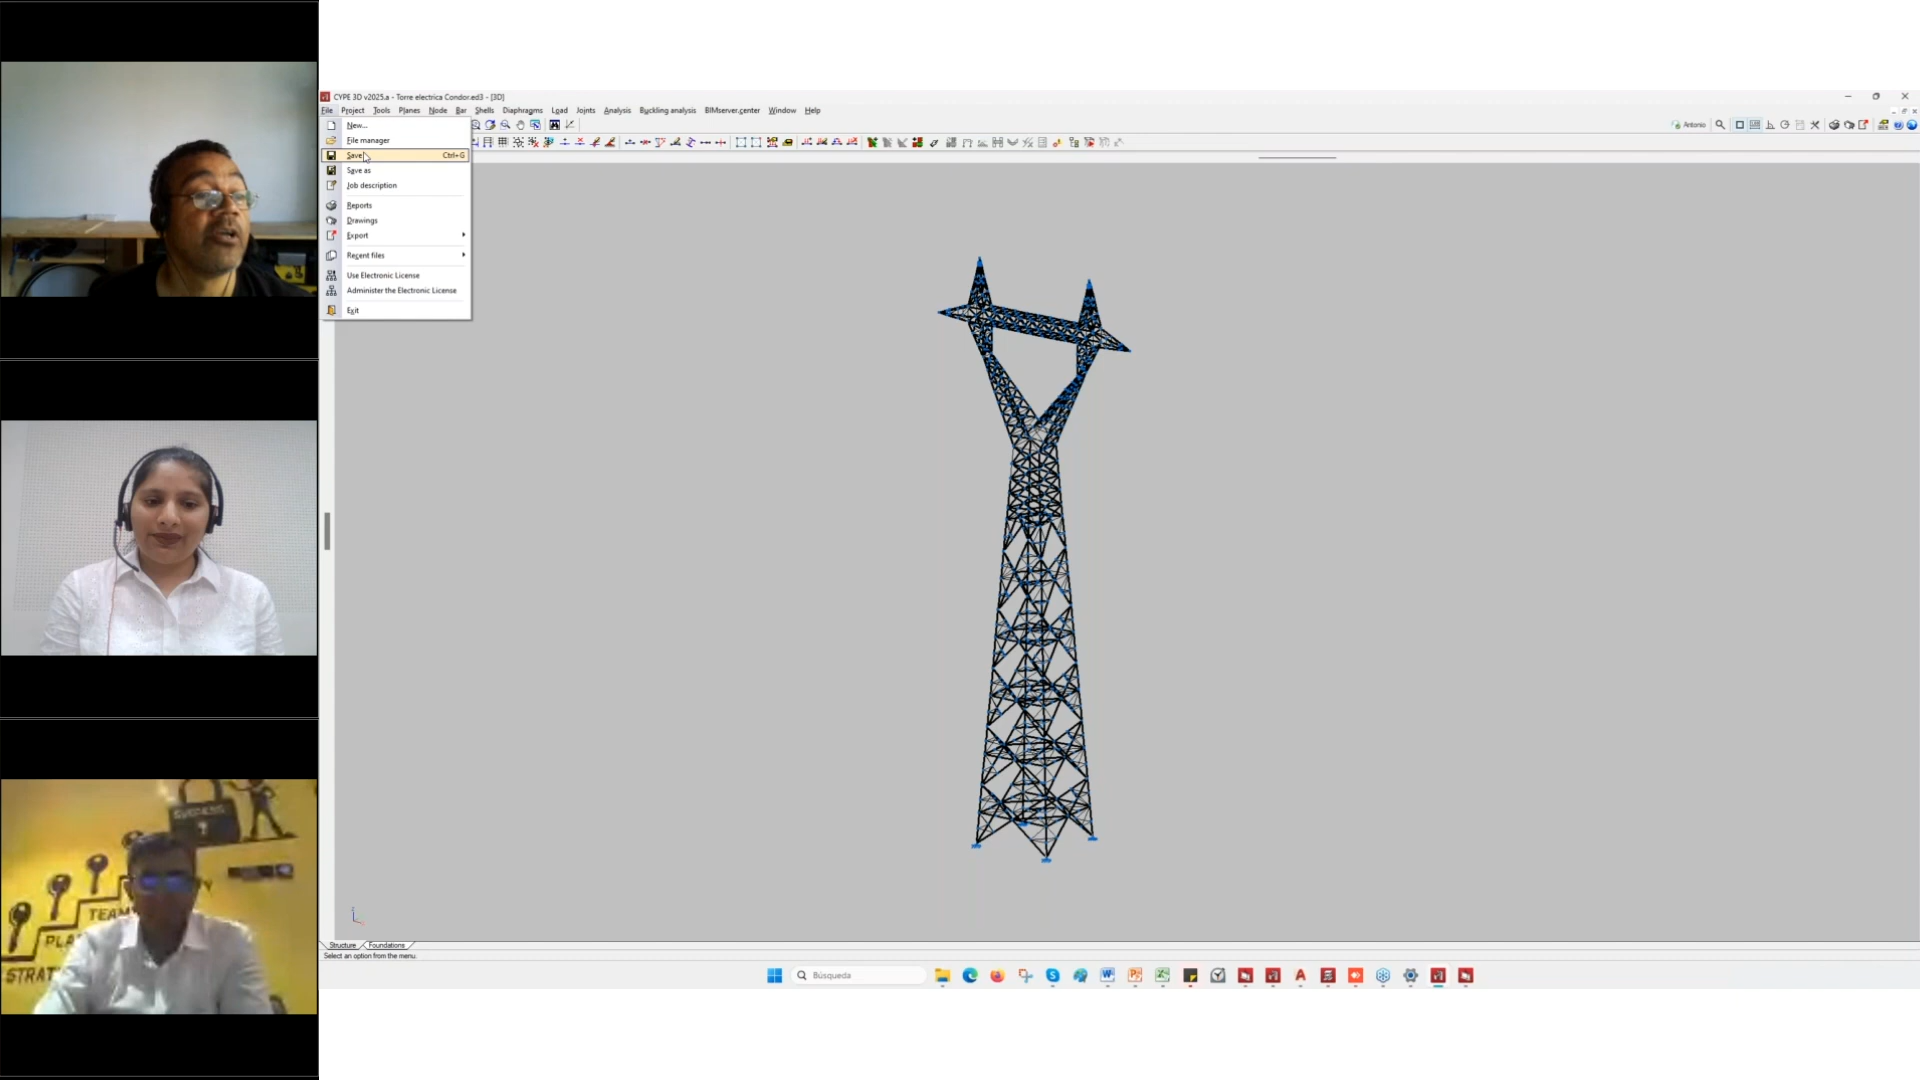 CYPE 3D v2025.a - Torre electrica Condor.ed3 - [3D]
File Project Tools Planes Node Bar Shells Diaphragms Load Joints Analysis Buckling analysis BIMserver.center Window Help
New...
File manager
Save Ctrl+G
Save as
Job description
Reports
Drawings
Export
Recent files
Use Electronic License
Administer the Electronic License
Exit
Antonio
SUCCESS
TEAM
STRAT
Structure Foundations
Select an option from the menu.
Búsqueda